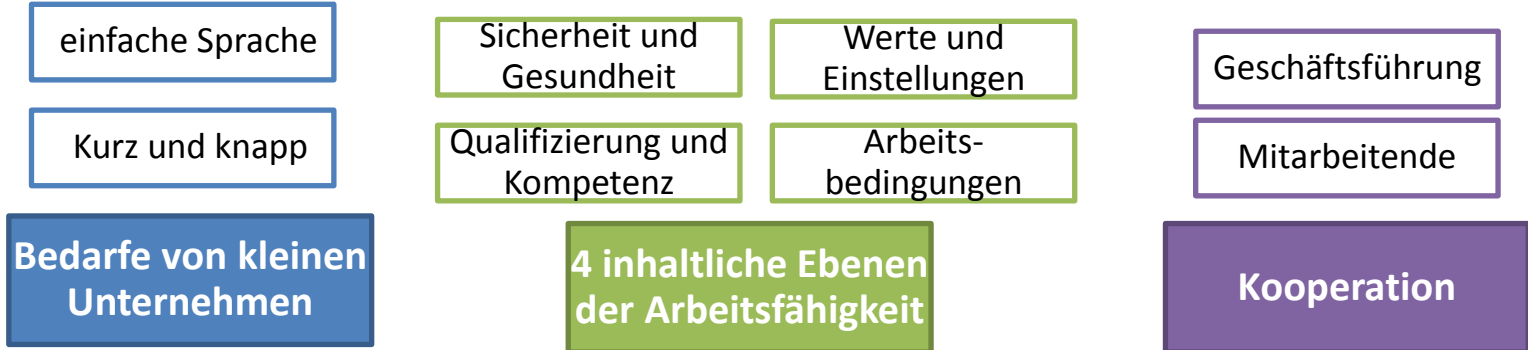 einfache Sprache
Kurz und knapp
Bedarfe von kleinen
Unternehmen
Sicherheit und
Gesundheit
Werte und
Einstellungen
Qualifizierung und
Kompetenz
Arbeits-
bedingungen
4 inhaltliche Ebenen
der Arbeitsfähigkeit
Geschäftsführung
Mitarbeitende
Kooperation